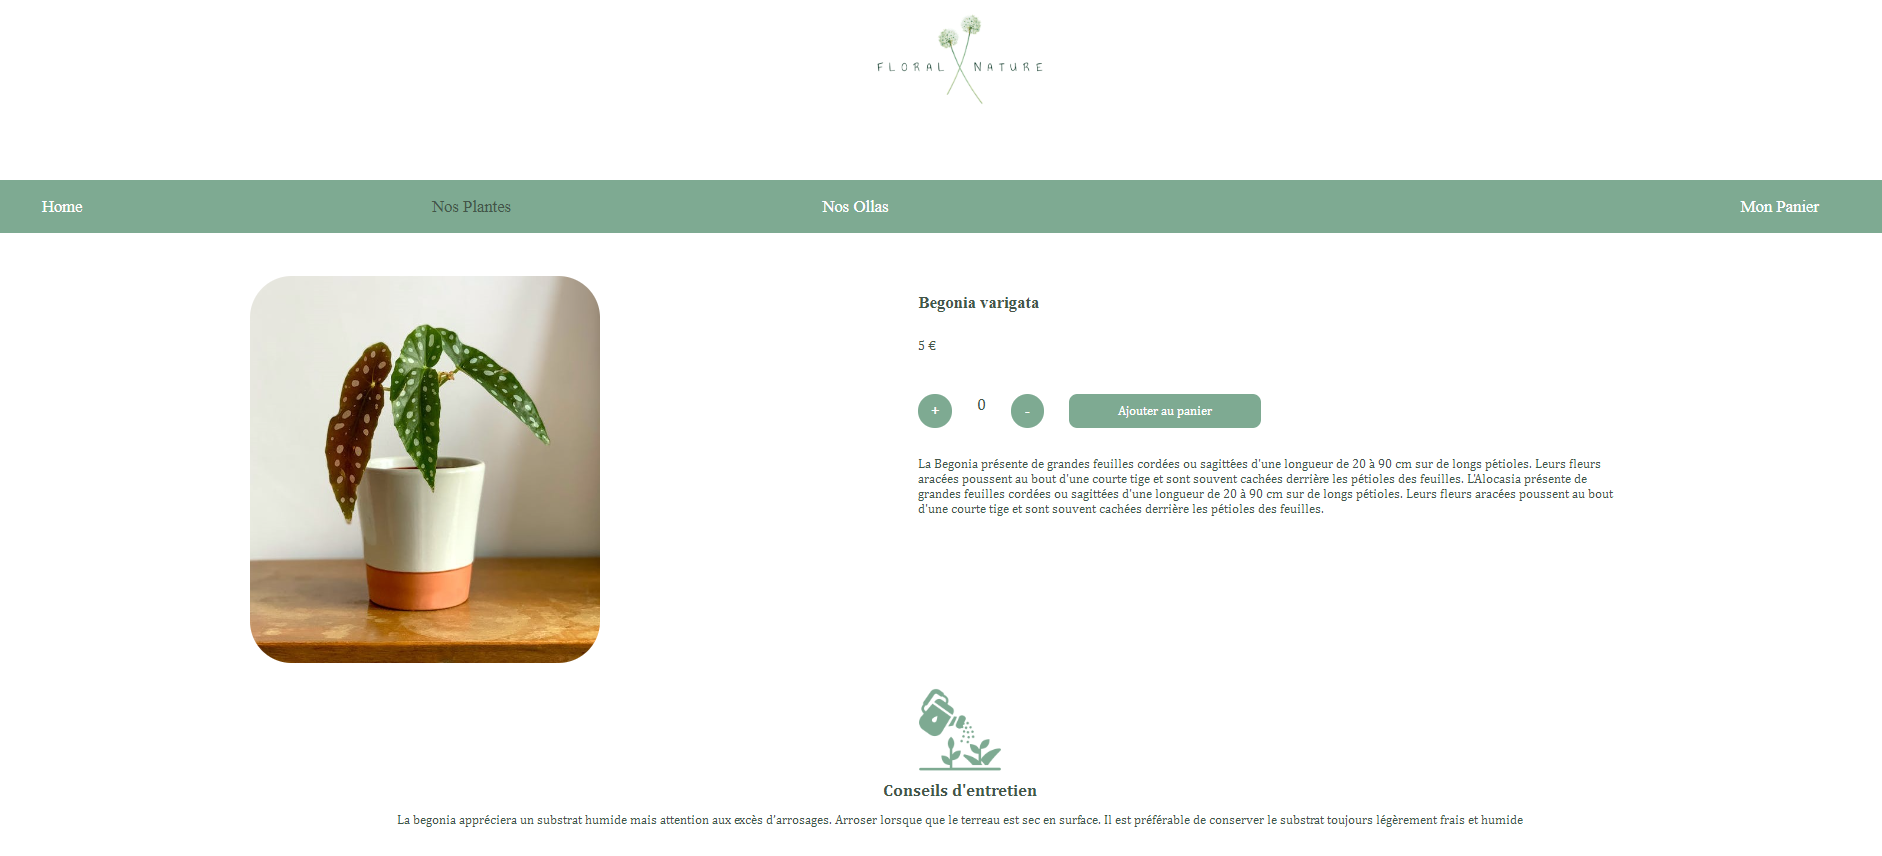 FLORAL NATURE
Home
Nos Plantes
Nos Ollas
Mon Panier
Begonia varigata
5 €
+
0
-
Ajouter au panier
La Begonia présente de grandes feuilles cordées ou sagittées d'une longueur de 20 à 90 cm sur de longs pétioles. Leurs fleurs
aracées poussent au bout d'une courte tige et sont souvent cachées derrière les pétioles des feuilles. L'Alocasia présente de
grandes feuilles cordées ou sagittées d'une longueur de 20 à 90 cm sur de longs pétioles. Leurs fleurs aracées poussent au bout
d'une courte tige et sont souvent cachées derrière les pétioles des feuilles.
Conseils d'entretien
La begonia appréciera un substrat humide mais attention aux excès d'arrosages. Arroser lorsque que le terreau est sec en surface. Il est préférable de conserver le substrat toujours légèrement frais et humide